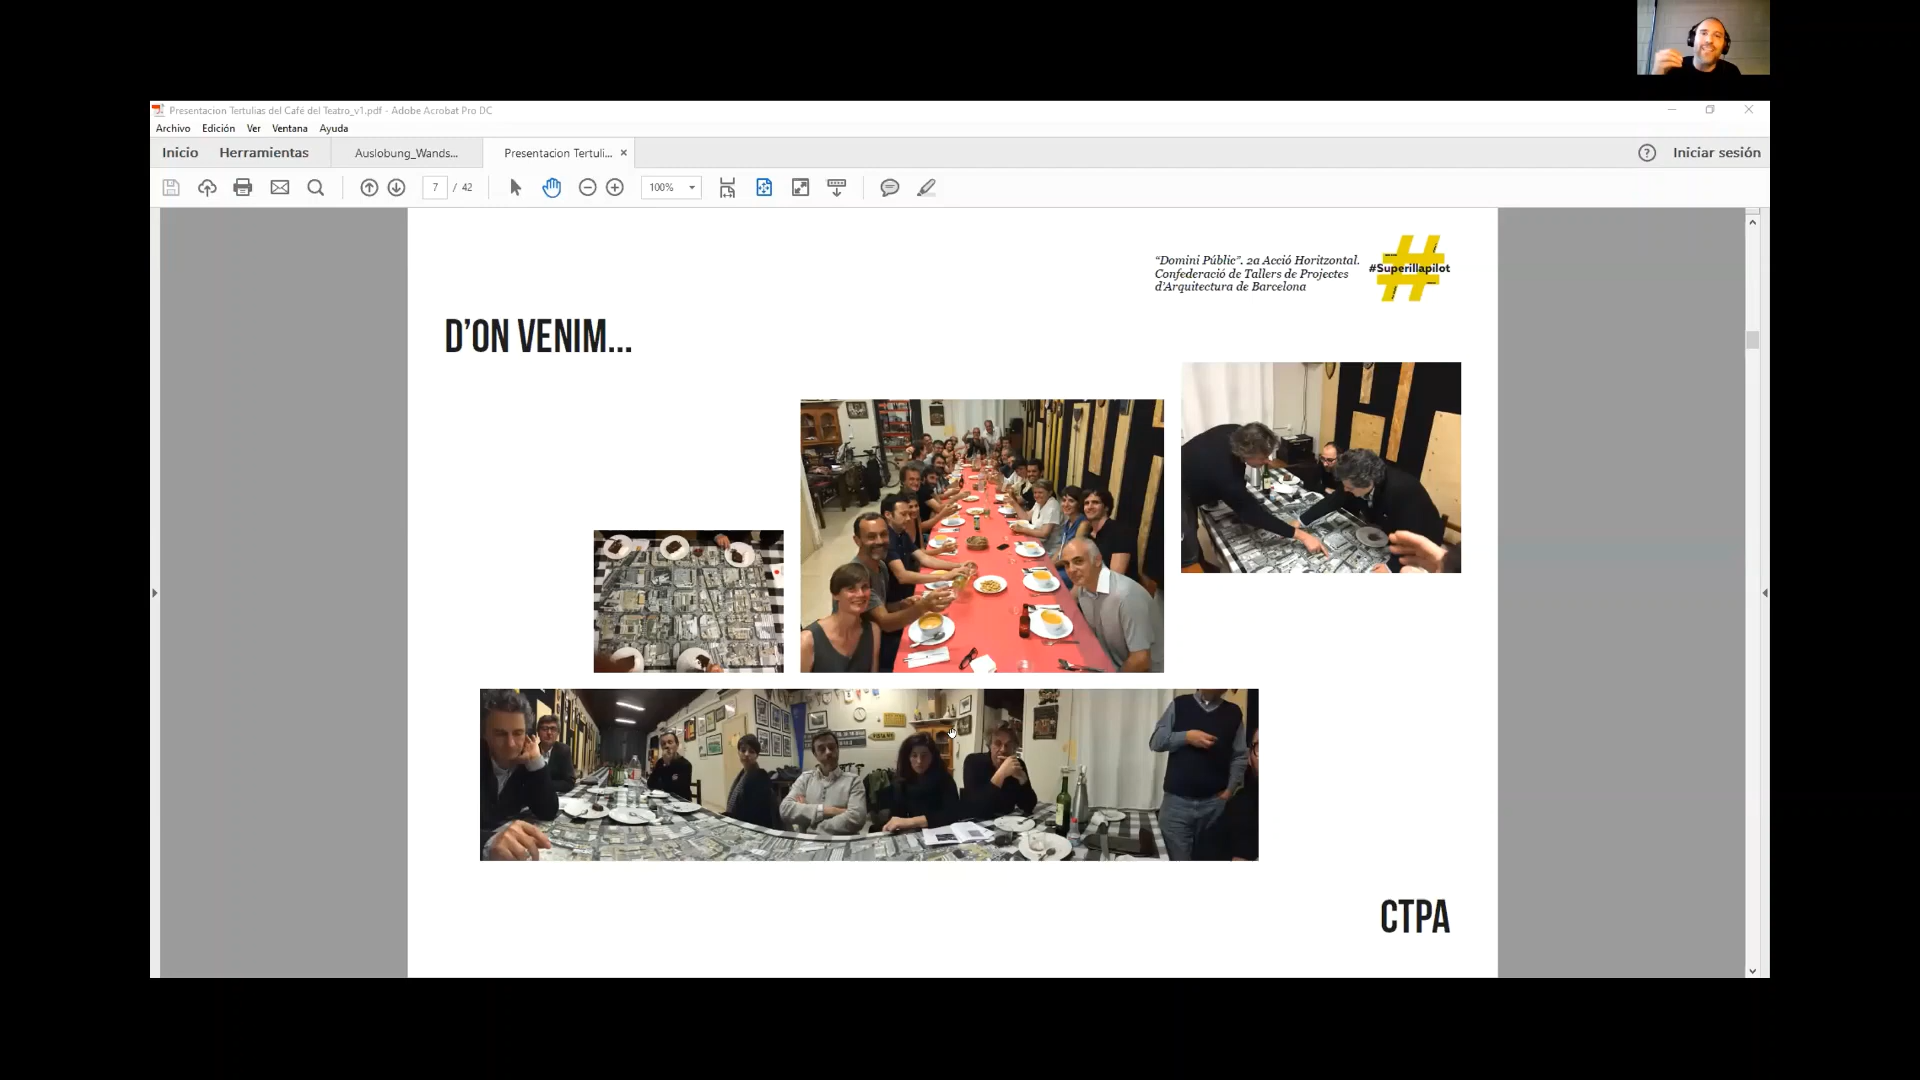 Presentacion Tertulias del Café del Teatro_v1.pdf - Adobe Acrobat Pro DC
Archivo Edición Ver Ventana Ayuda
Inicio Herramientas Auslobung_Wands... Presentacion Tertuli... × Iniciar sesión
7 / 42 100%
“Domini Públic”. 2a Acció Horitzontal.
Confederació de Tallers de Projectes
d’Arquitectura de Barcelona
#Superillapilot
D’ON VENIM...
CTPA